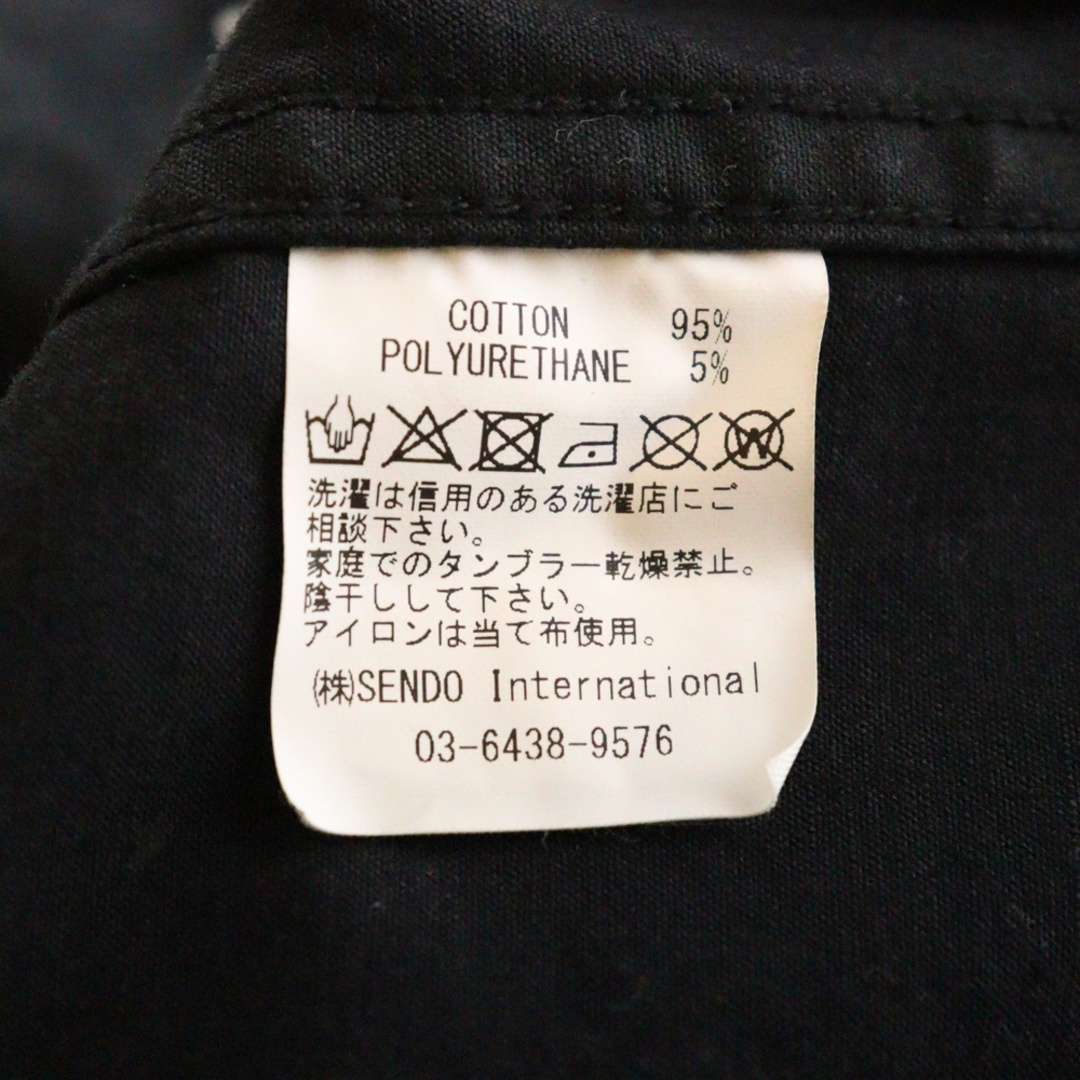 COTTON 95%
POLYURETHANE 5%
W
洗濯は信用のある洗濯店にご
相談下さい。
家庭でのタンブラー乾燥禁止。
陰干しして下さい。
アイロンは当て布使用。
㈱SENDO International
03-6438-9576